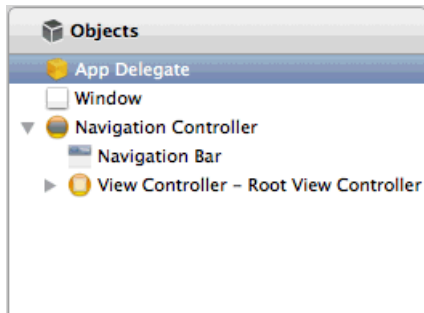 Objects
App Delegate
Window
Navigation Controller
Navigation Bar
View Controller – Root View Controller